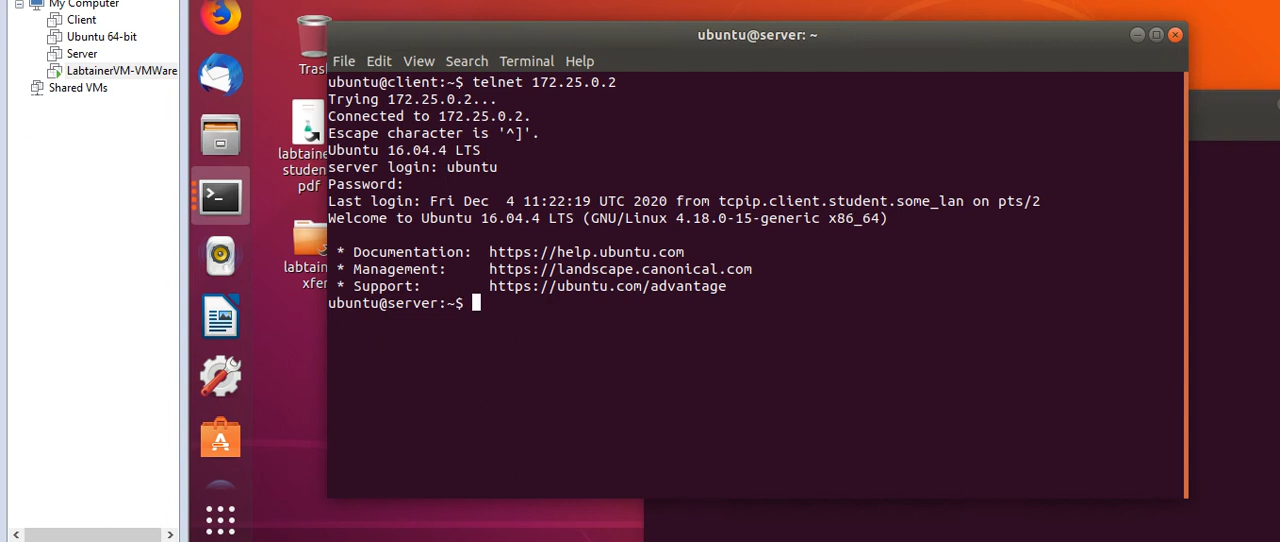 My Computer
Client
Ubuntu 64-bit
Server
LabtainerVM-VMWare
Shared VMs
Trash
labtaine
studen
pdf
labtain
xfer
ubuntu@server: ~
File Edit View Search Terminal Help
ubuntu@client:~$ telnet 172.25.0.2
Trying 172.25.0.2...
Connected to 172.25.0.2.
Escape character is '^]'.
Ubuntu 16.04.4 LTS
server login: ubuntu
Password:
Last login: Fri Dec  4 11:22:19 UTC 2020 from tcpip.client.student.some_lan on pts/2
Welcome to Ubuntu 16.04.4 LTS (GNU/Linux 4.18.0-15-generic x86_64)
* Documentation:  https://help.ubuntu.com
* Management:     https://landscape.canonical.com
* Support:        https://ubuntu.com/advantage
ubuntu@server:~$